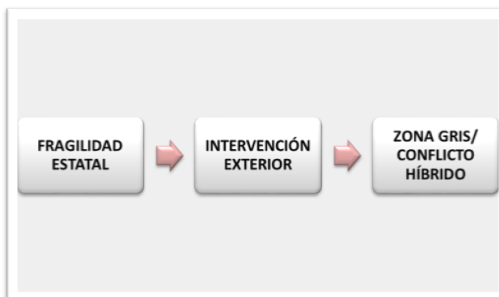 FRAGILIDAD
ESTATAL
INTERVENCIÓN
EXTERIOR
ZONA GRIS/
CONFLICTO
HÍBRIDO